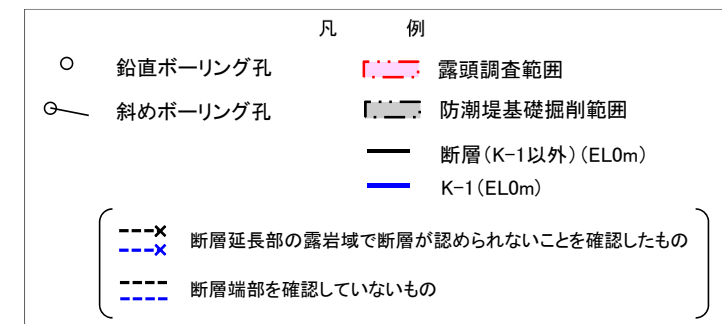 凡 例
鉛直ボーリング孔
斜めボーリング孔
露頭調査範囲
防潮堤基礎掘削範囲
断層(K-1以外)(EL0m)
K-1(EL0m)
断層延長部の露岩域で断層が認められないことを確認したもの
断層端部を確認していないもの